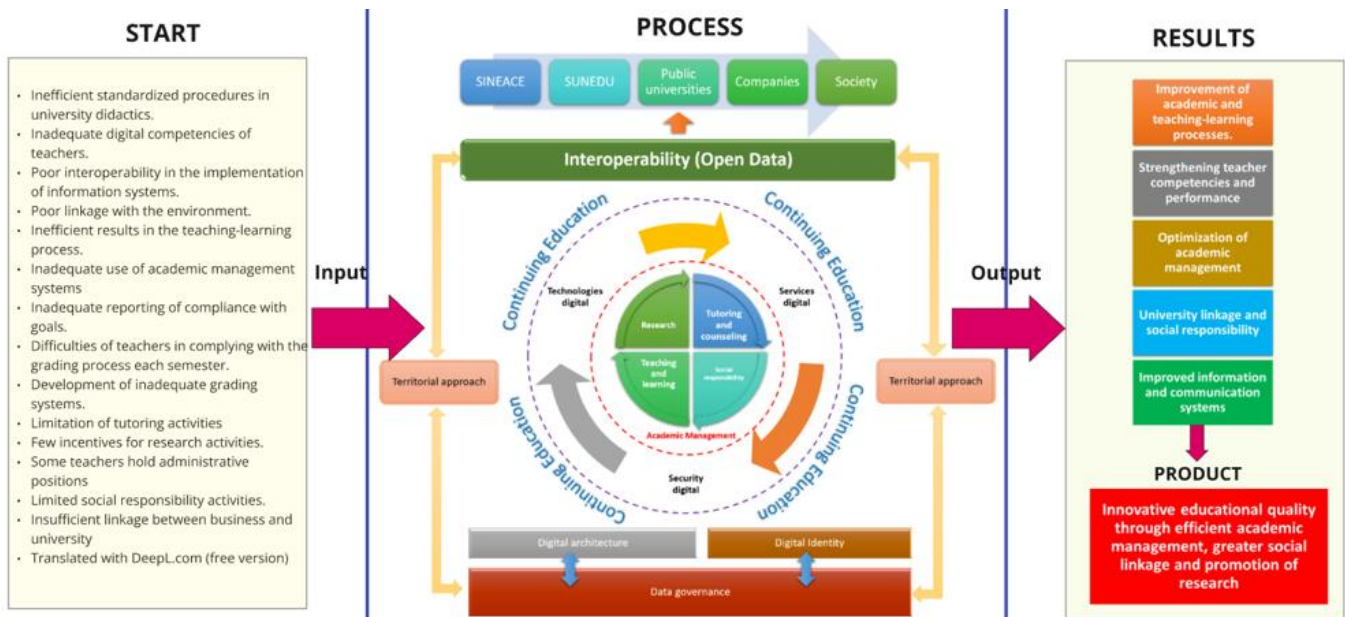 START
• Inefficient standardized procedures in
university didactics.
• Inadequate digital competencies of
teachers.
• Poor interoperability in the implementation
of information systems.
• Poor linkage with the environment.
• Inefficient results in the teaching-learning
process.
• Inadequate use of academic management
systems
• Inadequate reporting of compliance with
goals.
• Difficulties of teachers in complying with the
grading process each semester.
• Development of inadequate grading
systems.
• Limitation of tutoring activities
• Few incentives for research activities.
• Some teachers hold administrative
positions
• Limited social responsibility activities.
• Insufficient linkage between business and
university
• Translated with DeepL.com (free version)
Input
PROCESS
SINEACE
SUNEDU
Public
universities
Companies
Society
Interoperability (Open Data)
Continuing Education
Continuing Education
Technologies
digital
Services
digital
Research
Tutoring
and
counseling
Teaching
and
learning
Social
responsibility
Academic Management
Territorial approach
Territorial approach
Continuing Education
Continuing Education
Security
digital
Digital architecture
Digital Identity
Data governance
Output
RESULTS
Improvement of
academic and
teaching-learning
processes.
Strengthening teacher
competencies and
performance
Optimization of
academic
management
University linkage and
social responsibility
Improved information
and communication
systems
PRODUCT
Innovative educational quality
through efficient academic
management, greater social
linkage and promotion of
research